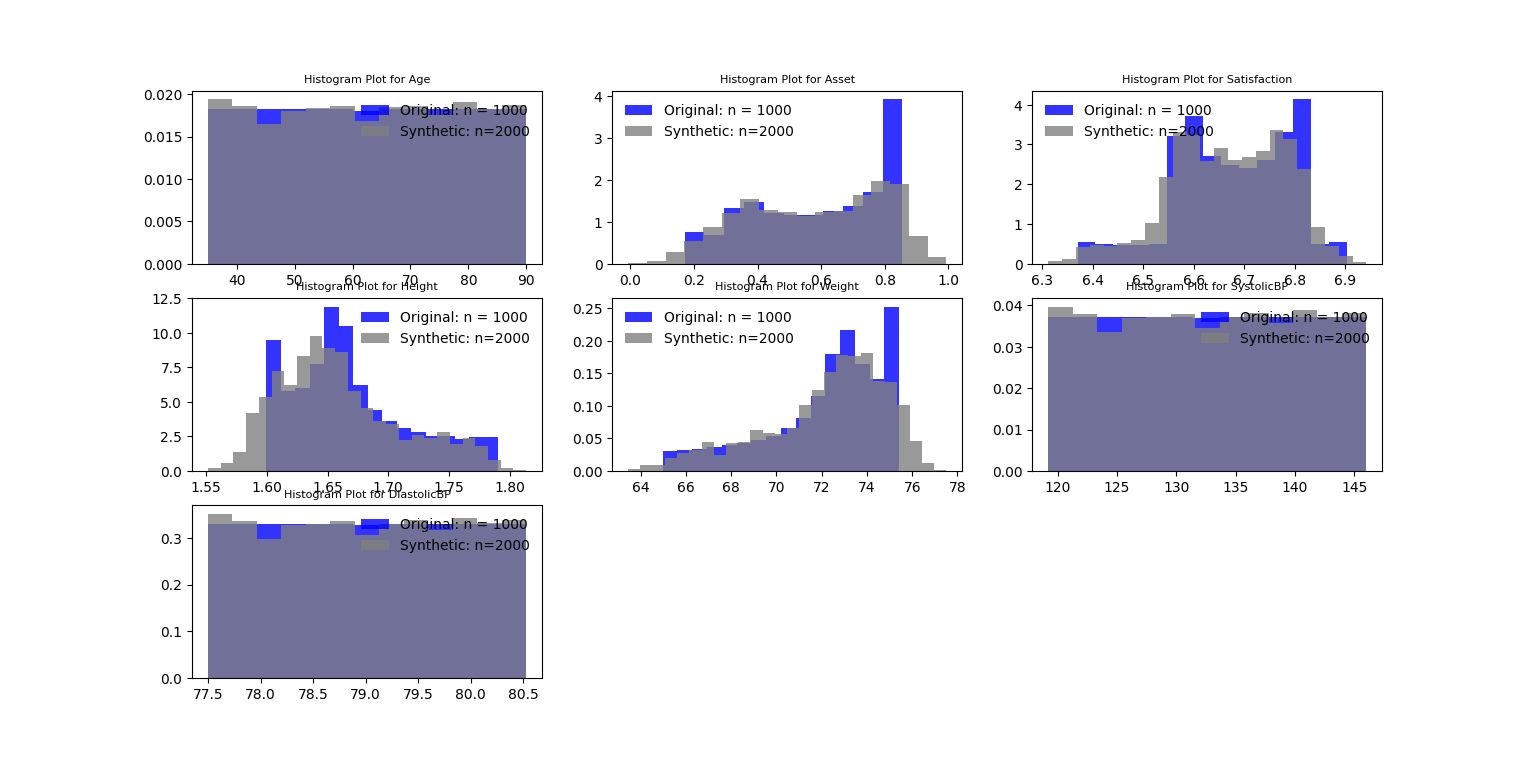 Histogram Plot for Age
0.020
0.015
0.010
0.005
0.000
Original: n = 1000
Synthetic: n=2000
40 50 60 70 80 90
Histogram Plot for Asset
4
3
2
1
0
Original: n = 1000
Synthetic: n=2000
0.0 0.2 0.4 0.6 0.8 1.0
Histogram Plot for Satisfaction
4
3
2
1
0
Original: n = 1000
Synthetic: n=2000
6.3 6.4 6.5 6.6 6.7 6.8 6.9
Histogram Plot for Height
12.5
10.0
7.5
5.0
2.5
0.0
Original: n = 1000
Synthetic: n=2000
1.55 1.60 1.65 1.70 1.75 1.80
Histogram Plot for Weight
0.25
0.20
0.15
0.10
0.05
0.00
Original: n = 1000
Synthetic: n=2000
64 66 68 70 72 74 76 78
Histogram Plot for SystolicBP
0.04
0.03
0.02
0.01
0.00
Original: n = 1000
Synthetic: n=2000
120 125 130 135 140 145
Histogram Plot for DiastolicBP
0.3
0.2
0.1
0.0
Original: n = 1000
Synthetic: n=2000
77.5 78.0 78.5 79.0 79.5 80.0 80.5